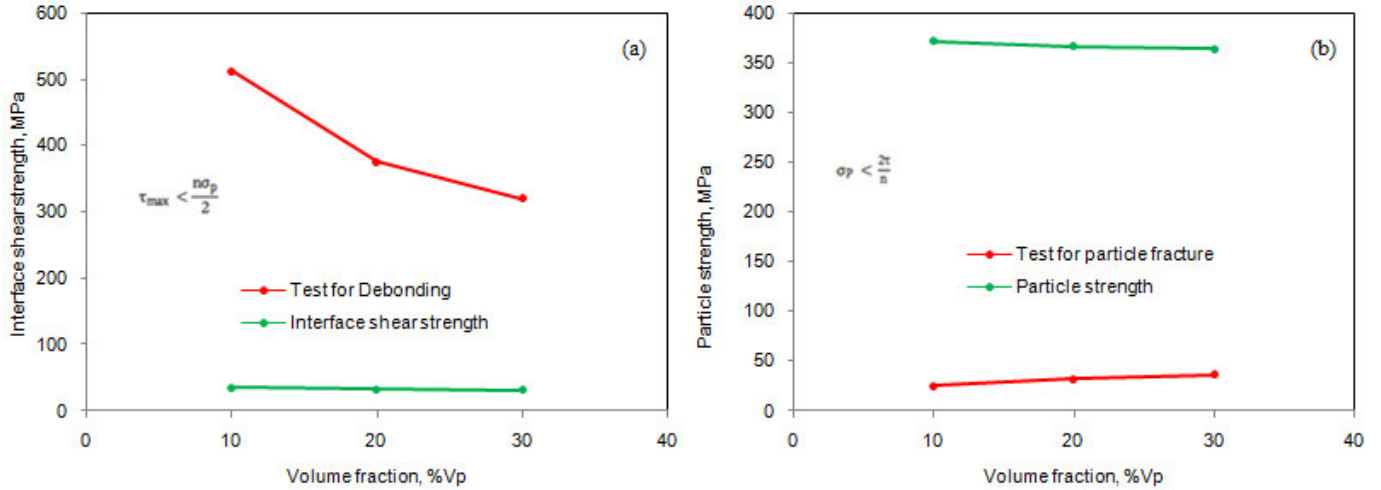 600
500
400
300
200
100
0
0 10 20 30 40
Interface shear strength, MPa
Volume fraction, %Vp
(a)
τmax < nσp/2
Test for Debonding
Interface shear strength
400
350
300
250
200
150
100
50
0
0 10 20 30 40
Particle strength, MPa
Volume fraction, %Vp
(b)
σP < 2τ/n
Test for particle fracture
Particle strength